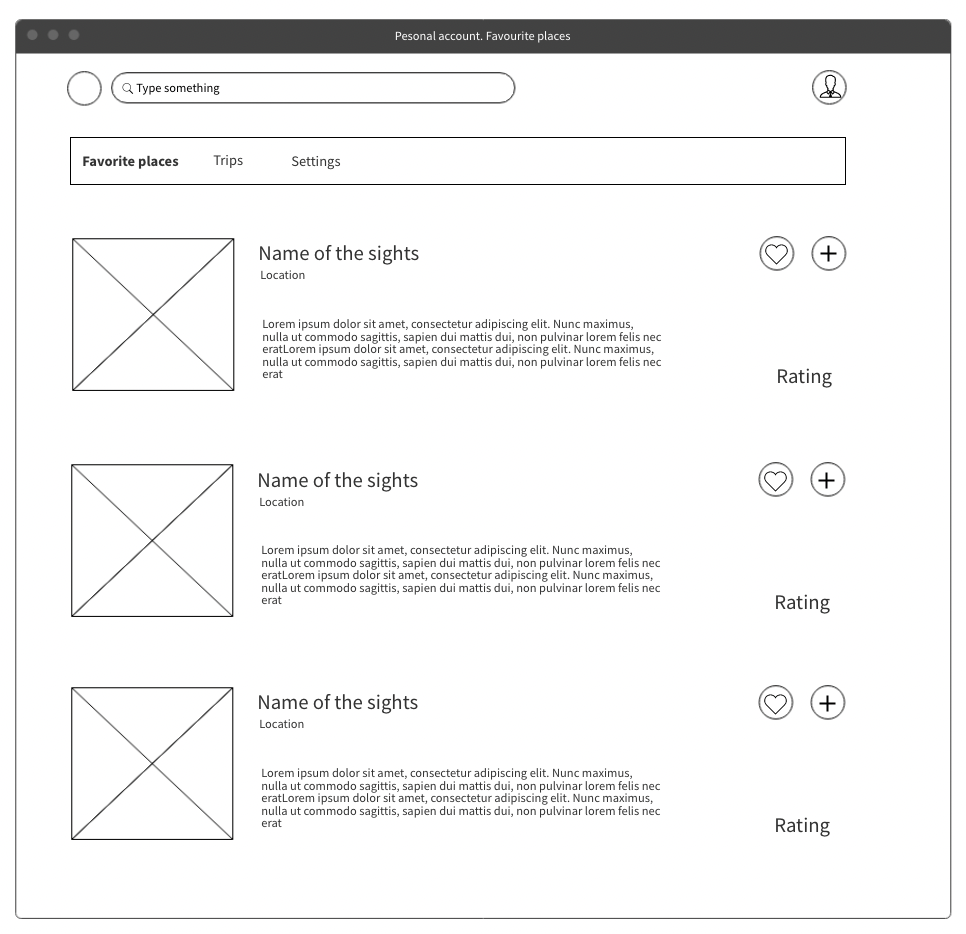 Pesonal account. Favourite places
Type something
Favorite places Trips Settings
Name of the sights
Location
Lorem ipsum dolor sit amet, consectetur adipiscing elit. Nunc maximus,
nulla ut commodo sagittis, sapien dui mattis dui, non pulvinar lorem felis nec
eratLorem ipsum dolor sit amet, consectetur adipiscing elit. Nunc maximus,
nulla ut commodo sagittis, sapien dui mattis dui, non pulvinar lorem felis nec
erat
Rating
Name of the sights
Location
Lorem ipsum dolor sit amet, consectetur adipiscing elit. Nunc maximus,
nulla ut commodo sagittis, sapien dui mattis dui, non pulvinar lorem felis nec
eratLorem ipsum dolor sit amet, consectetur adipiscing elit. Nunc maximus,
nulla ut commodo sagittis, sapien dui mattis dui, non pulvinar lorem felis nec
erat
Rating
Name of the sights
Location
Lorem ipsum dolor sit amet, consectetur adipiscing elit. Nunc maximus,
nulla ut commodo sagittis, sapien dui mattis dui, non pulvinar lorem felis nec
eratLorem ipsum dolor sit amet, consectetur adipiscing elit. Nunc maximus,
nulla ut commodo sagittis, sapien dui mattis dui, non pulvinar lorem felis nec
erat
Rating